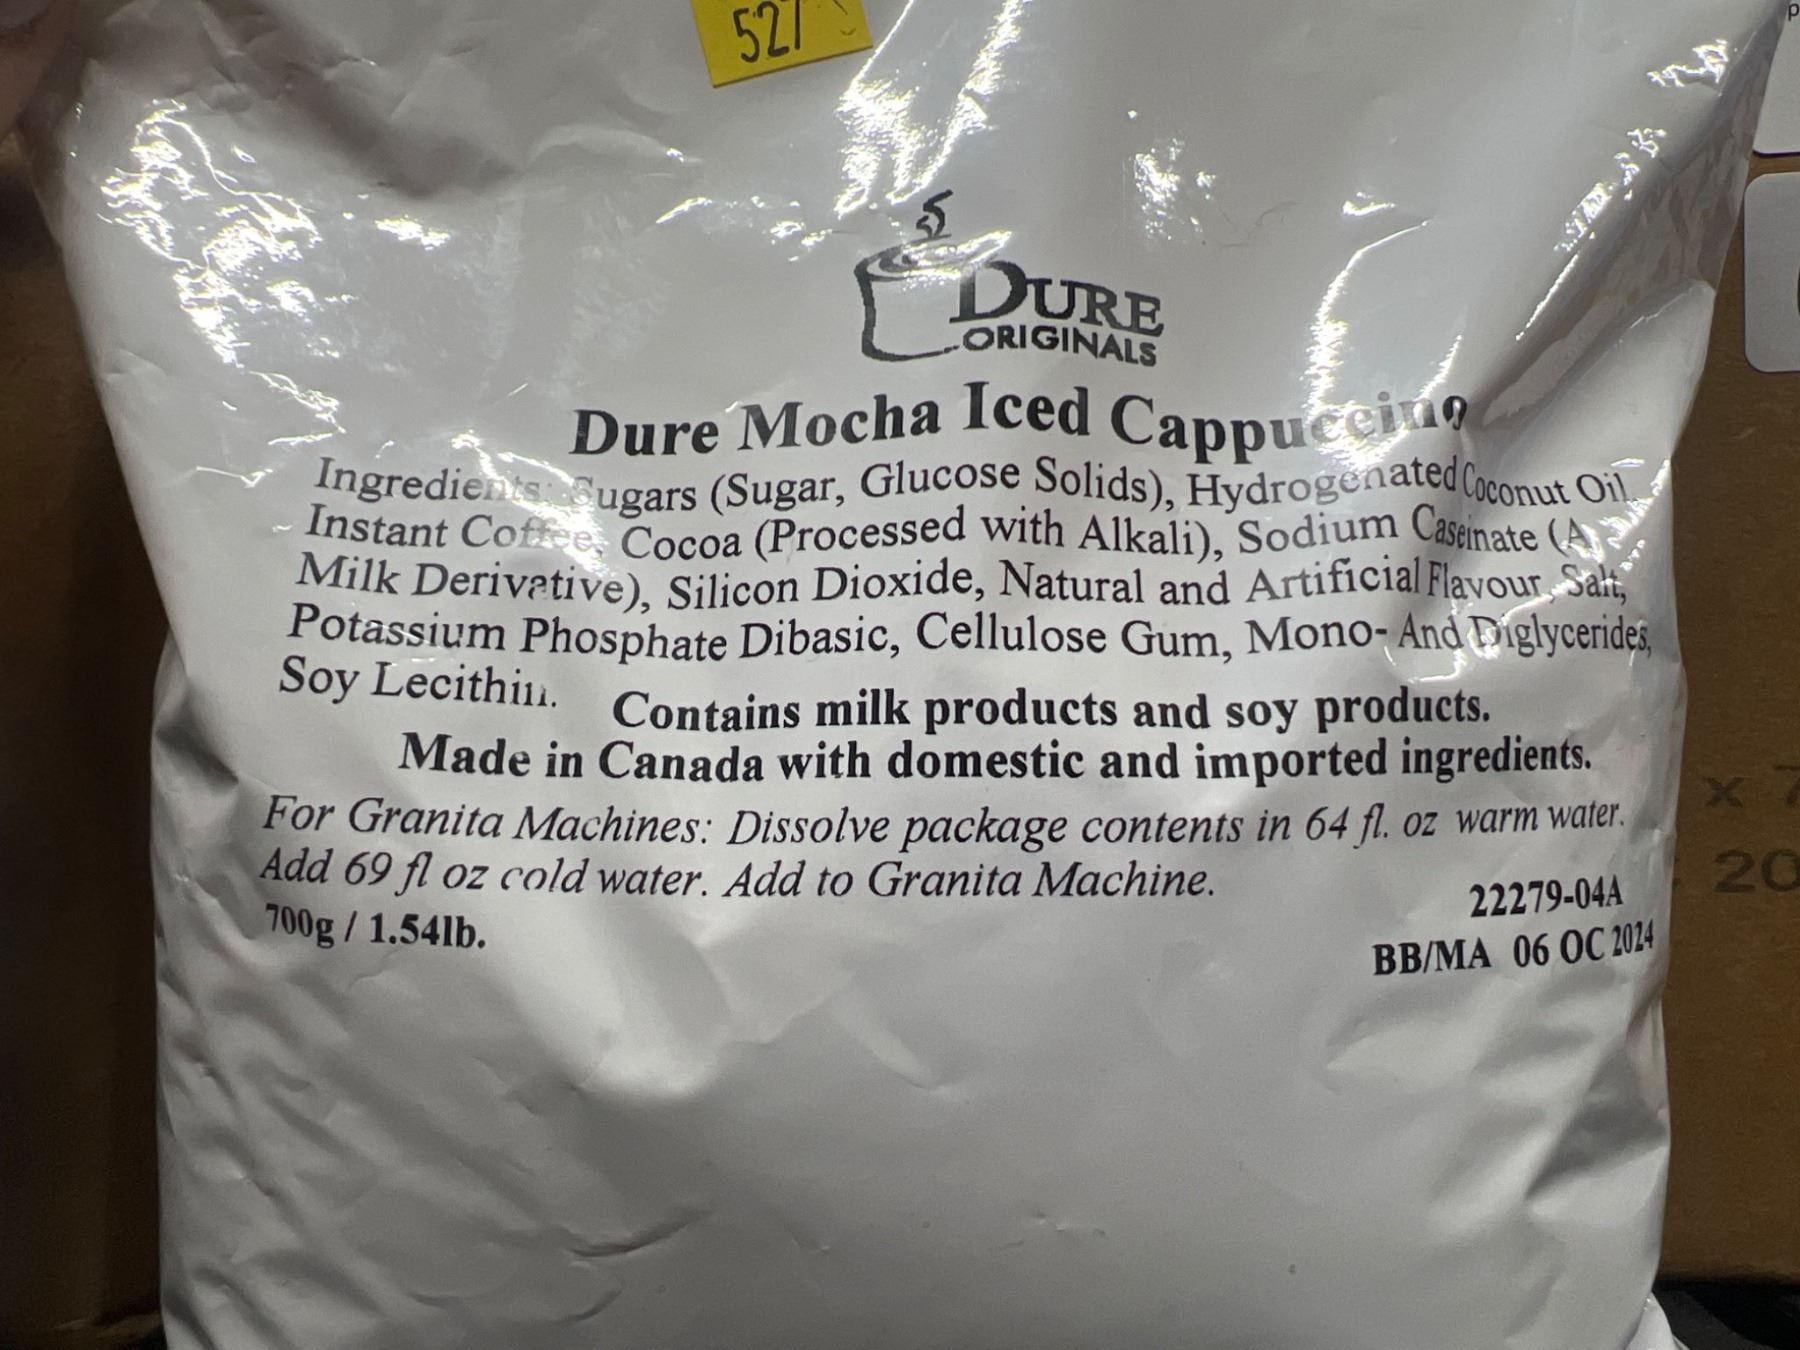 527
DURE
ORIGINALS
Dure Mocha Iced Cappuccino
Ingredients: Sugars (Sugar, Glucose Solids), Hydrogenated Coconut Oil,
Instant Coffee, Cocoa (Processed with Alkali), Sodium Caseinate (A
Milk Derivative), Silicon Dioxide, Natural and Artificial Flavour, Salt,
Potassium Phosphate Dibasic, Cellulose Gum, Mono- And Diglycerides,
Soy Lecithin.
Contains milk products and soy products.
Made in Canada with domestic and imported ingredients.
For Granita Machines: Dissolve package contents in 64 fl. oz warm water.
Add 69 fl oz cold water. Add to Granita Machine.
700g / 1.54lb.
22279-04A
BB/MA 06 OC 2024
x 7
20